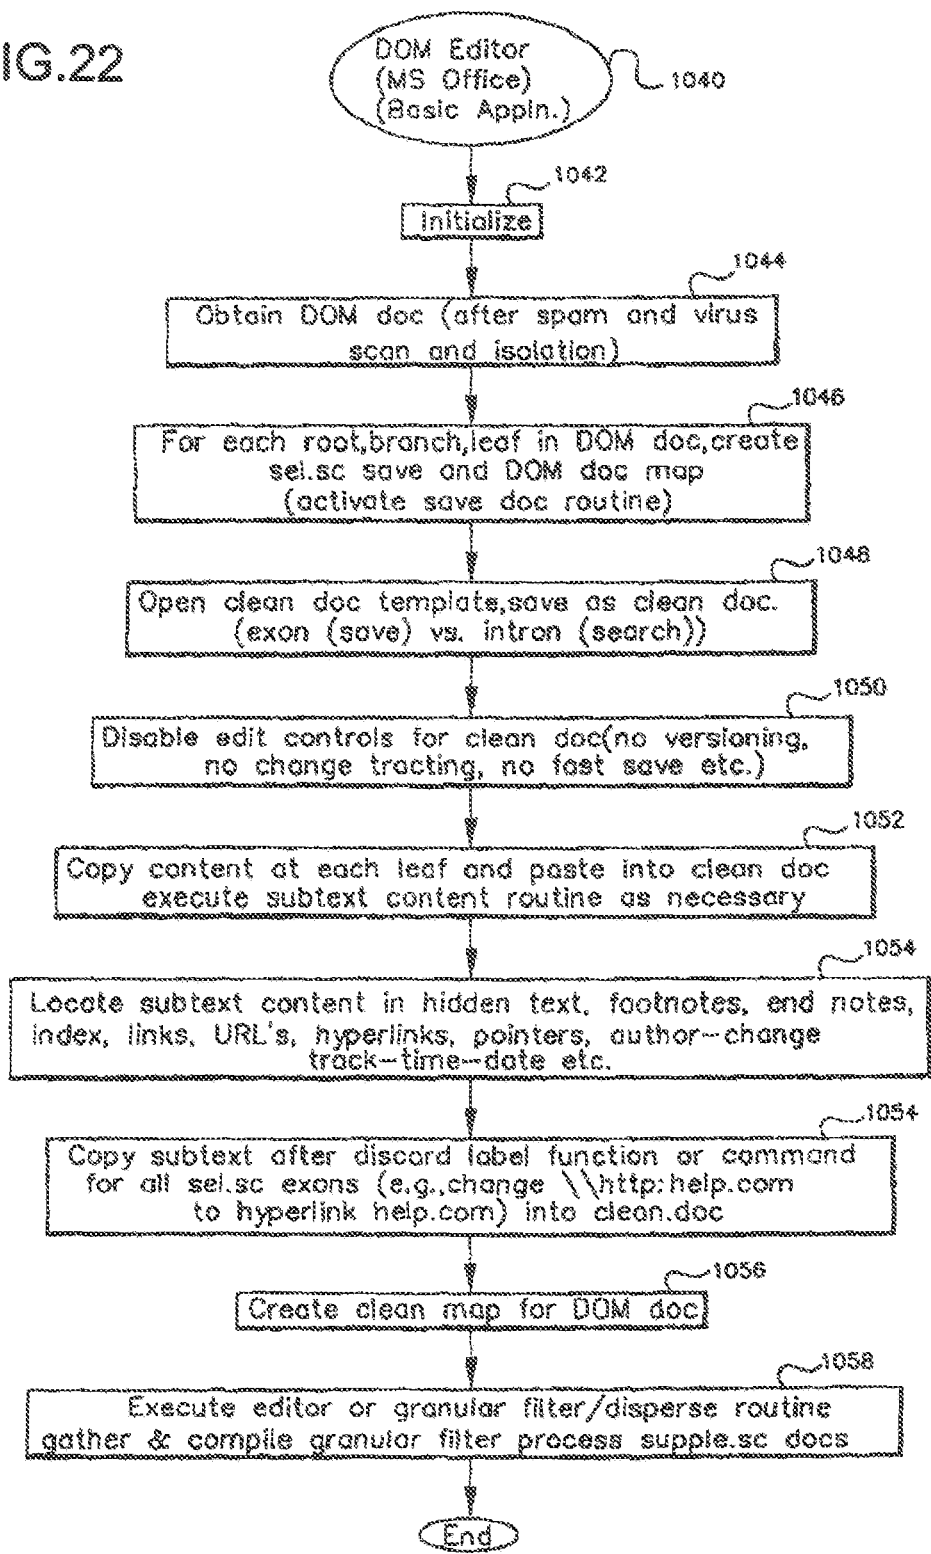 IG.22
DOM Editor
(MS Office)
(Basic Appln.)
1040
1042
Initialize
1044
Obtain DOM doc (after spam and virus
scan and isolation)
1046
For each root,branch,leaf in DOM doc,create
sel.sc save and DOM doc map
(activate save doc routine)
1048
Open clean doc template,save as clean doc.
(exon (save) vs. intron (search))
1050
Disable edit controls for clean doc(no versioning,
no change tracting, no fast save etc.)
1052
Copy content at each leaf and paste into clean doc
execute subtext content routine as necessary
1054
Locate subtext content in hidden text, footnotes, end notes,
index, links, URL's, hyperlinks, pointers, author-change
track-time-date etc.
1054
Copy subtext after discard label function or command
for all sel.sc exons (e.g.,change \\http:help.com
to hyperlink help.com) into clean.doc
1056
Create clean map for DOM doc
1058
Execute editor or granular filter/disperse routine
gather & compile granular filter process supple.sc docs
End